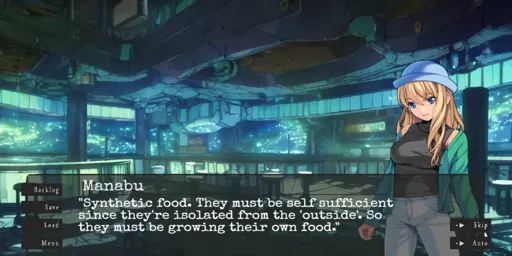 Manabu
"Synthetic food. They must be self sufficient
since they're isolated from the 'outside'. So
they must be growing their own food."
Backlog
Save
Load
Menu
Skip
Auto